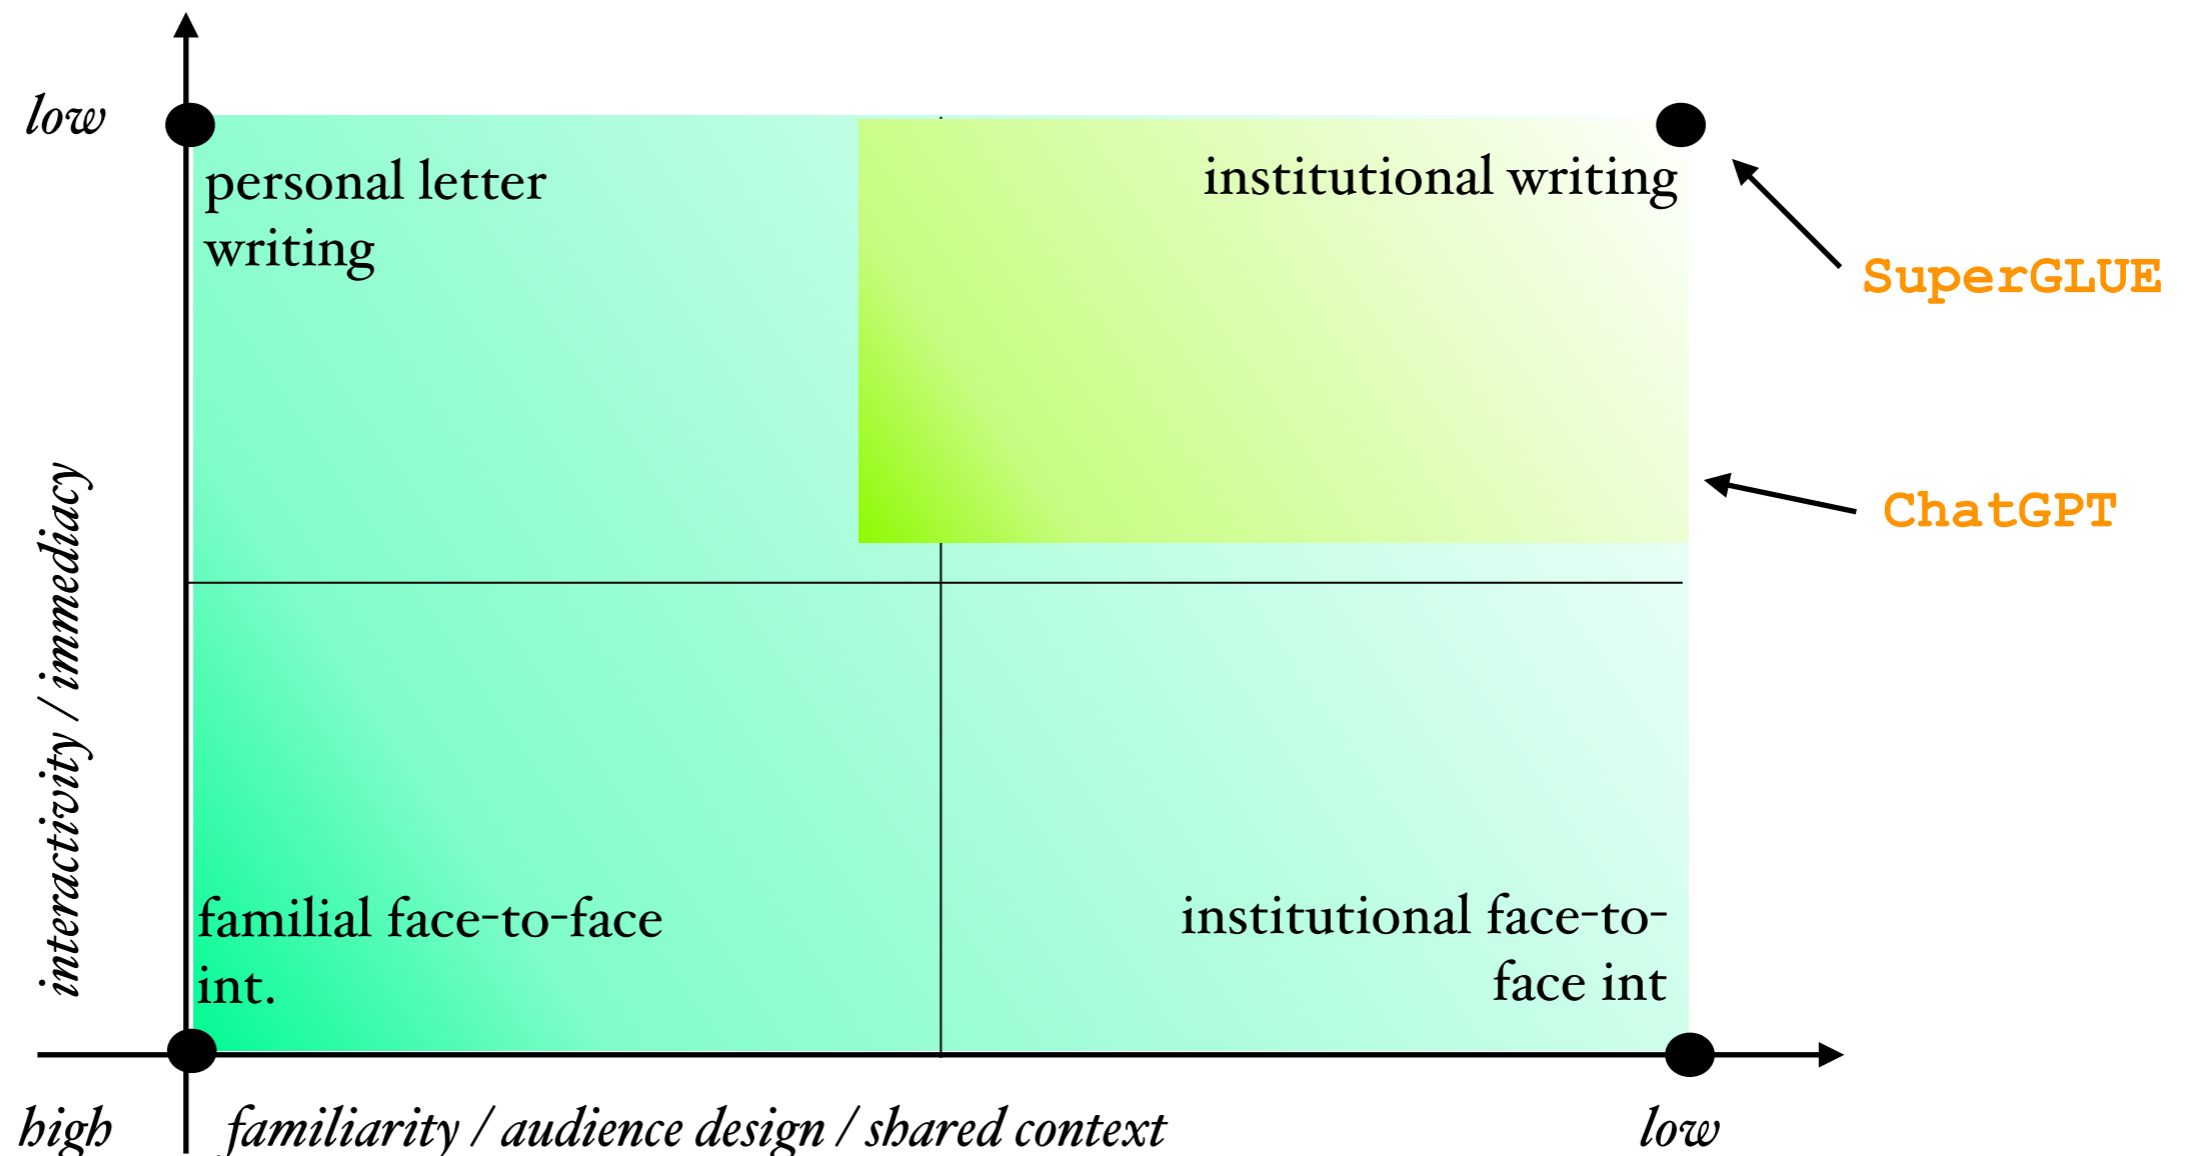 low
personal letter
writing
institutional writing
SuperGLUE
ChatGPT
interactivity / immediacy
familial face-to-face
int.
institutional face-to-
face int
high
familiarity / audience design / shared context
low